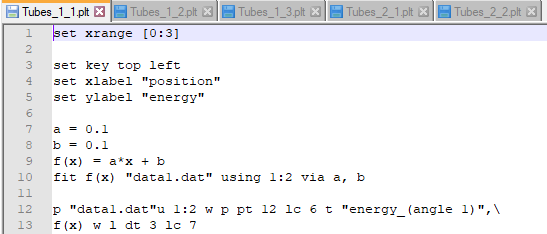 Tubes_1_1.plt Tubes_1_2.plt Tubes_1_3.plt Tubes_2_1.plt Tubes_2_2.plt
1 set xrange [0:3]
2
3 set key top left
4 set xlabel "position"
5 set ylabel "energy"
6
7 a = 0.1
8 b = 0.1
9 f(x) = a*x + b
10 fit f(x) "data1.dat" using 1:2 via a, b
11
12 p "data1.dat"u 1:2 w p pt 12 lc 6 t "energy_(angle 1)",\
13 f(x) w l dt 3 lc 7